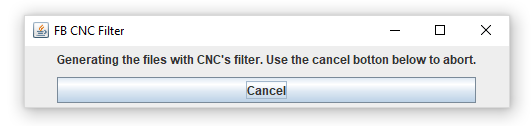 FB CNC Filter
Generating the files with CNC's filter. Use the cancel botton below to abort.
Cancel